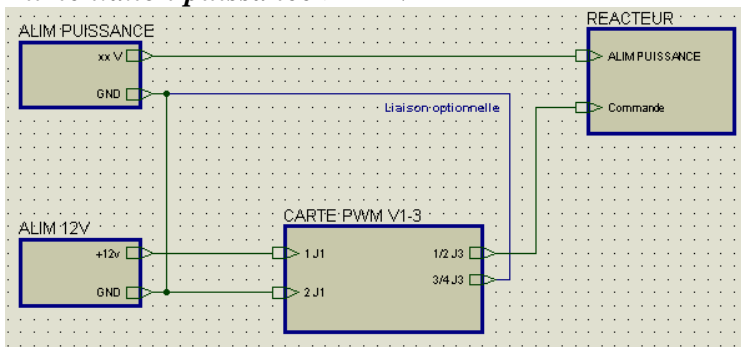 ALIM PUISSANCE
xx V
GND
REACTEUR
ALIM PUISSANCE
Commande
Liaison optionnelle
ALIM 12V
+12v
GND
CARTE PWM V1-3
1 J1
2 J1
1/2 J3
3/4 J3